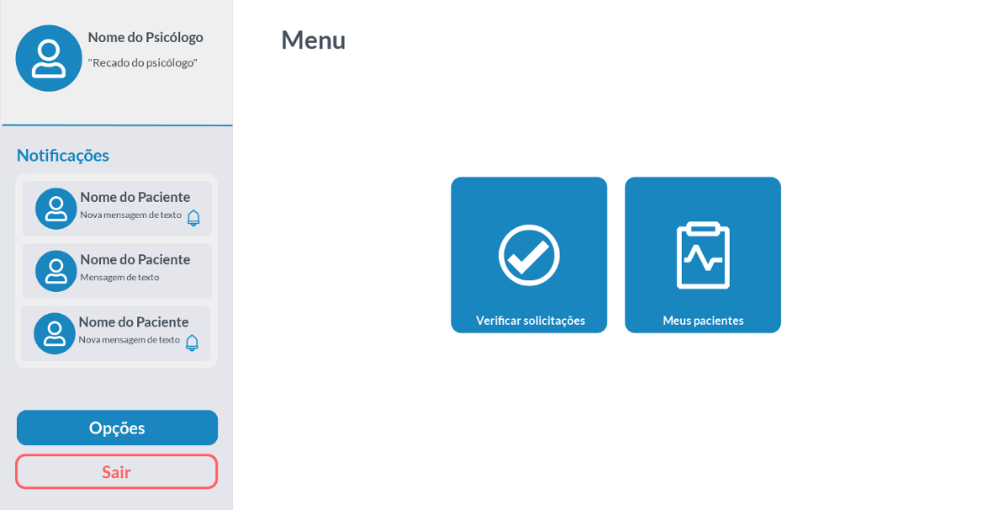 Nome do Psicólogo
"Recado do psicólogo"
Menu
Notificações
Nome do Paciente
Nova mensagem de texto
Nome do Paciente
Mensagem de texto
Nome do Paciente
Nova mensagem de texto
Verificar solicitações
Meus pacientes
Opções
Sair